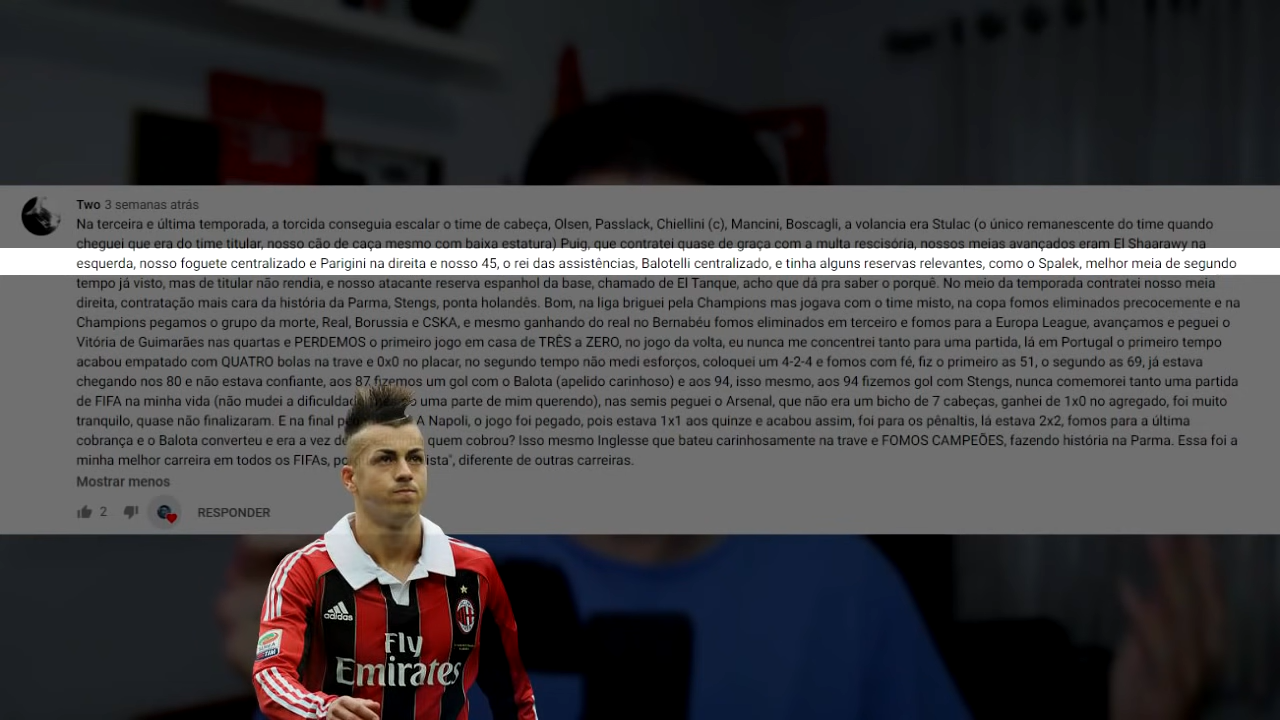 Two 3 semanas atrás
Na terceira e última temporada, a torcida conseguia escalar o time de cabeça, Olsen, Passlack, Chiellini (c), Mancini, Boscagli, a volancia era Stulac (o único remanescente do time quando
cheguei que era do time titular, nosso cão de caça mesmo com baixa estatura) Puig, que contratei quase de graça com a multa rescisória, nossos meias avançados eram El Shaarawy na
esquerda, nosso foguete centralizado e Parigini na direita e nosso 45, o rei das assistências, Balotelli centralizado, e tinha alguns reservas relevantes, como o Spalek, melhor meia de segundo
tempo já visto, mas de titular não rendia, e nosso atacante reserva espanhol da base, chamado de El Tanque, acho que dá pra saber o porquê. No meio da temporada contratei nosso meia
direita, contratação mais cara da história da Parma, Stengs, ponta holandês. Bom, na liga briguei pela Champions mas jogava com o time misto, na copa fomos eliminados precocemente e na
Champions pegamos o grupo da morte, Real, Borussia e CSKA, e mesmo ganhando do real no Bernabéu fomos eliminados em terceiro e fomos para a Europa League, avançamos e peguei o
Vitória de Guimarães nas quartas e PERDEMOS o primeiro jogo em casa de TRÊS a ZERO, no jogo da volta, eu nunca me concentrei tanto para uma partida, lá em Portugal o primeiro tempo
acabou empatado com QUATRO bolas na trave e 0x0 no placar, no segundo tempo não medi esforços, coloquei um 4-2-4 e fomos com fé, fiz o primeiro as 51, o segundo as 69, já estava
chegando nos 80 e não estava confiante, aos 87 fizemos um gol com o Balota (apelido carinhoso) e aos 94, isso mesmo, aos 94 fizemos gol com Stengs, nunca comemorei tanto uma partida
de FIFA na minha vida (não mudei a uma parte de mim querendo), nas semis peguei o Arsenal, que não era um bicho de 7 cabeças, ganhei de 1x0 no agregado, foi muito
tranquilo, quase não finalizaram. E na final A Napoli, o jogo foi pegado, pois estava 1x1 aos quinze e acabou assim, foi para os pênaltis, lá estava 2x2, fomos para a última
cobrança e o Balota converteu e era a vez quem cobrou? Isso mesmo Inglesse que bateu carinhosamente na trave e FOMOS CAMPEÕES, fazendo história na Parma. Essa foi a
minha melhor carreira em todos os FIFAs, diferente de outras carreiras.
Mostrar menos
2 RESPONDER
adidas
Fly
Emirates